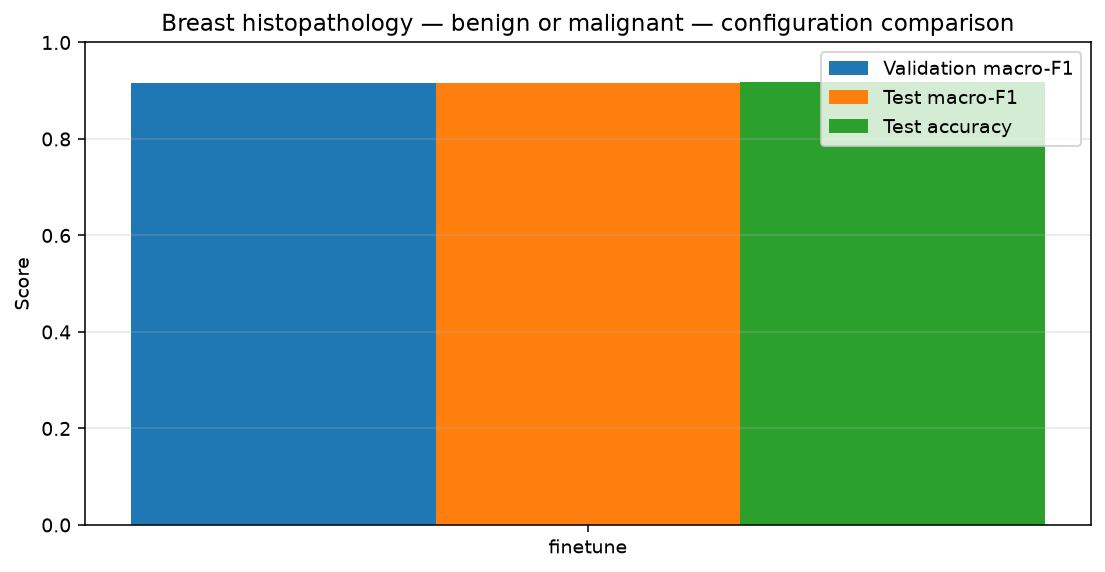 Breast histopathology — benign or malignant — configuration comparison
1.0
0.8
0.6
0.4
0.2
0.0
Score
Validation macro-F1
Test macro-F1
Test accuracy
finetune